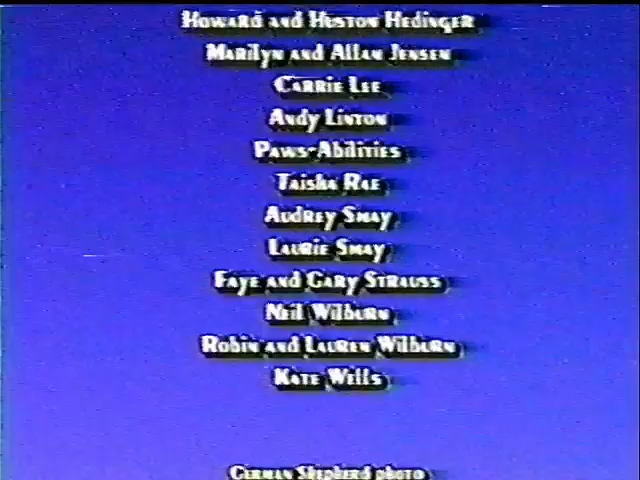 Howard and Huston Hedinger
Marilyn and Allan Jensen
Carrie Lee
Andy Linton
Paws-Abilities
Taisha Rae
Audrey Smay
Laurie Smay
Faye and Gary Strauss
Neil Wilburn
Robin and Lauren Wilburn
Kate Wells
German Shepherd photo